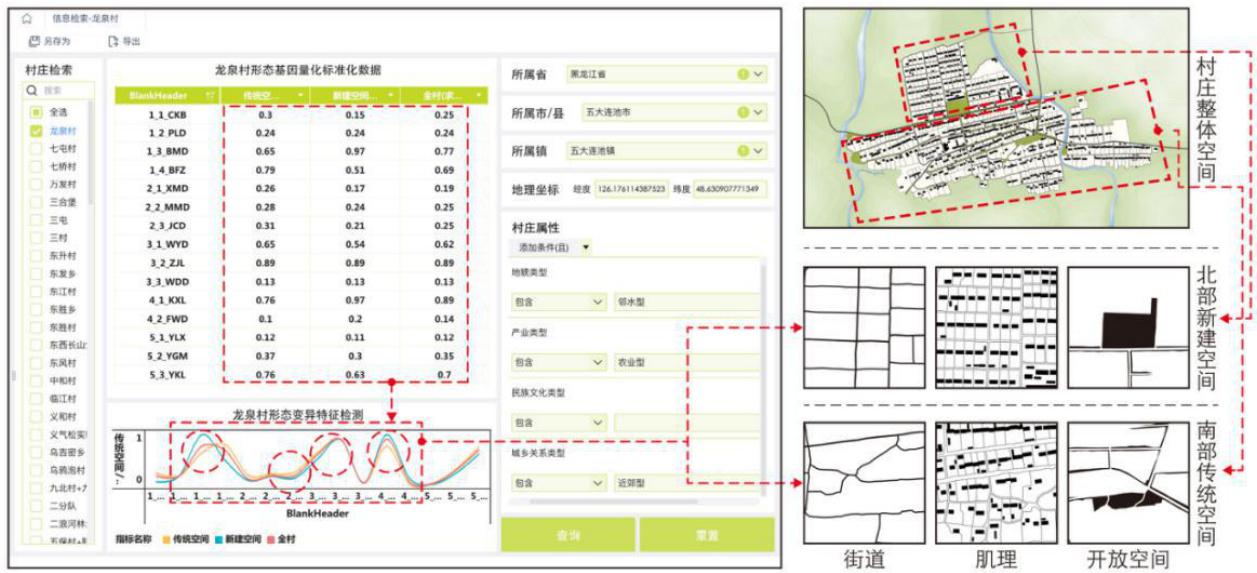 信息检索-龙泉村
另存为 导出
村庄检索
搜索
全选
龙泉村
七屯村
七桥村
万发村
三合堡
三屯
三村
东升村
东发乡
东江村
东胜乡
东胜村
东西长山
东风村
中和村
临江村
义和村
义气松
乌吉密乡
乌鸦泡村
九北村+
二分队
二浪河林
龙泉村形态基因量化标准化数据
BlankHeader 传统空... 新建空间... 全村(求...
1_1_CKB 0.3 0.15 0.25
1_2_PLD 0.24 0.24 0.24
1_3_BMD 0.65 0.97 0.77
1_4_BFZ 0.79 0.51 0.69
2_1_XMD 0.26 0.17 0.19
2_2_MMD 0.28 0.24 0.25
2_3_JCD 0.31 0.21 0.25
3_1_WYD 0.65 0.54 0.62
3_2_ZJL 0.89 0.89 0.89
3_3_WDD 0.13 0.13 0.13
4_1_KXL 0.76 0.97 0.89
4_2_FWD 0.1 0.2 0.14
5_1_YLX 0.12 0.11 0.12
5_2_YGM 0.37 0.3 0.35
5_3_YKL 0.76 0.63 0.7
龙泉村形态变异特征检测
传统空间/...
1
0
1_... 1_... 1_... 1_... 2_... 2_... 2_... 3_... 3_... 3_... 4_... 4_... 5_... 5_... 5_...
BlankHeader
指标名称 传统空间 新建空间 全村
所属省 黑龙江省
所属市/县 五大连池市
所属镇 五大连池镇
地理坐标 经度 126.176114387523 纬度 48.630907771349
村庄属性
添加条件(且)
地貌类型
包含 邻水型
产业类型
包含 农业型
民族文化类型
包含
城乡关系类型
包含 近郊型
查询 重置
村庄整体空间
北部新建空间
南部传统空间
街道 肌理 开放空间